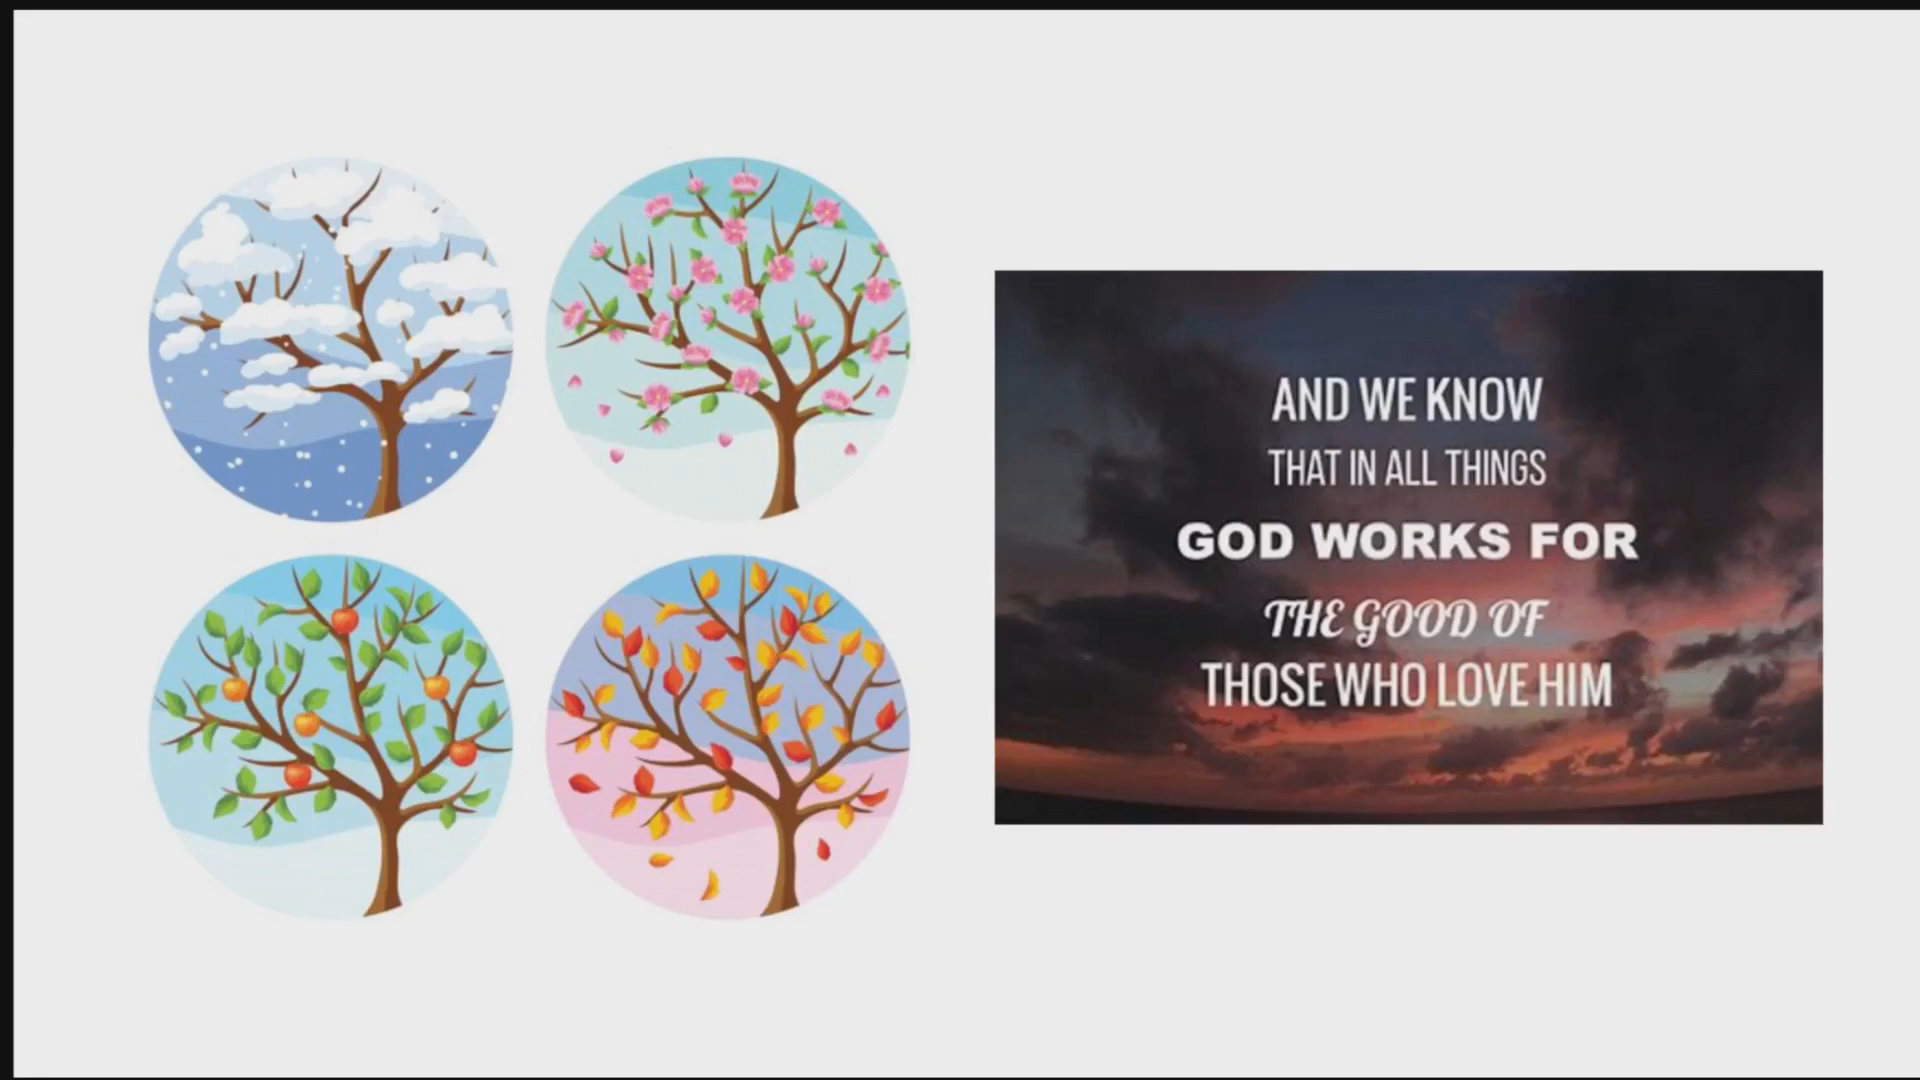 AND WE KNOW
THAT IN ALL THINGS
GOD WORKS FOR
THE GOOD OF
THOSE WHO LOVE HIM